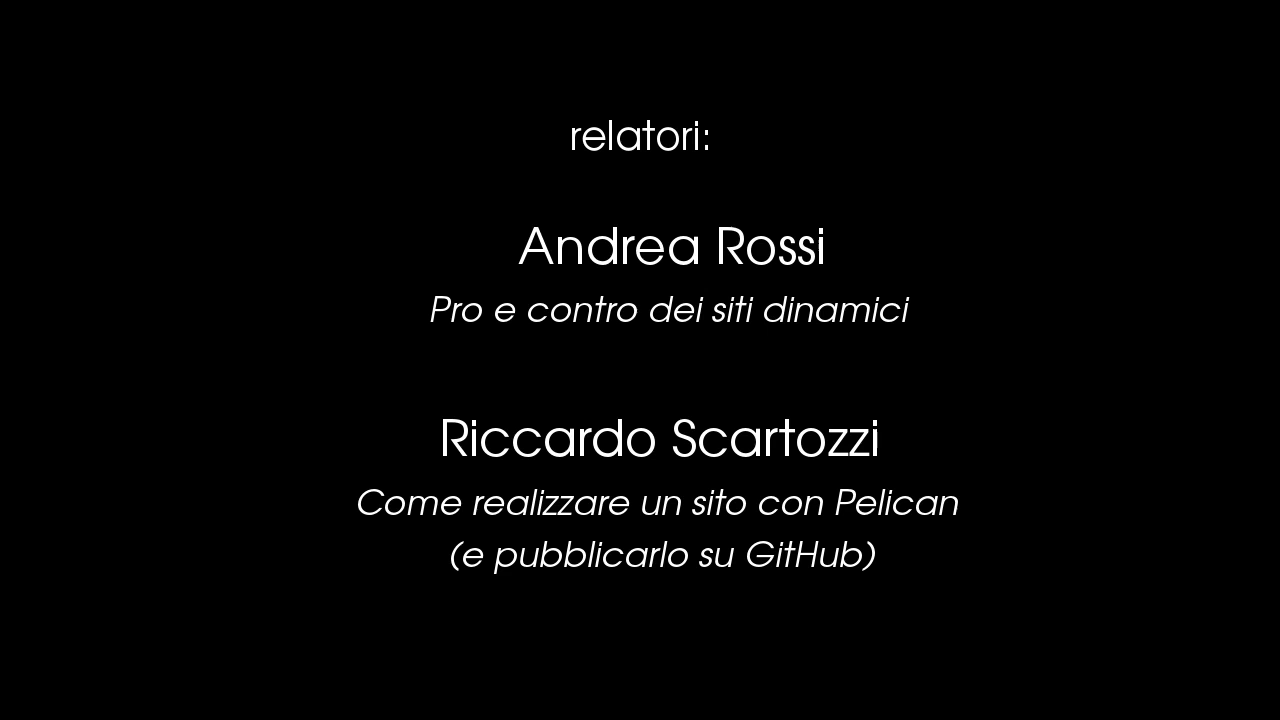 relatori:
Andrea Rossi
Pro e contro dei siti dinamici
Riccardo Scartozzi
Come realizzare un sito con Pelican
(e pubblicarlo su GitHub)